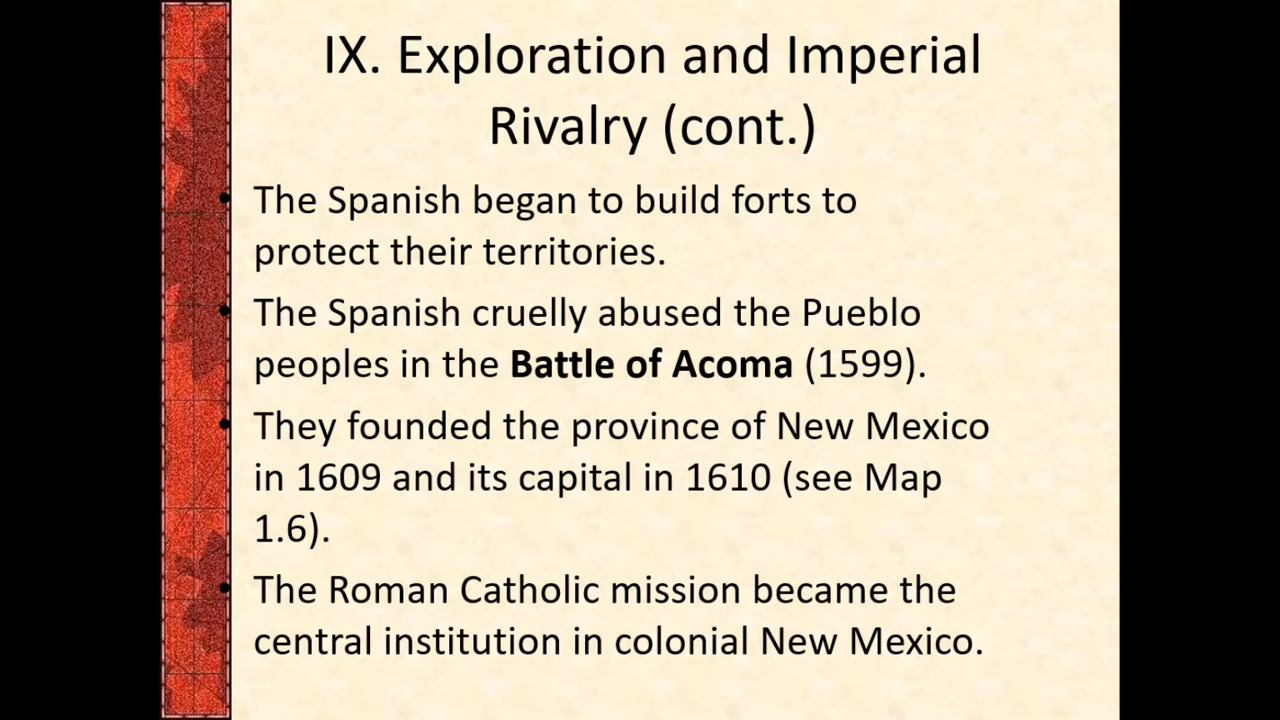 IX. Exploration and Imperial
Rivalry (cont.)
• The Spanish began to build forts to
protect their territories.
• The Spanish cruelly abused the Pueblo
peoples in the Battle of Acoma (1599).
• They founded the province of New Mexico
in 1609 and its capital in 1610 (see Map
1.6).
• The Roman Catholic mission became the
central institution in colonial New Mexico.